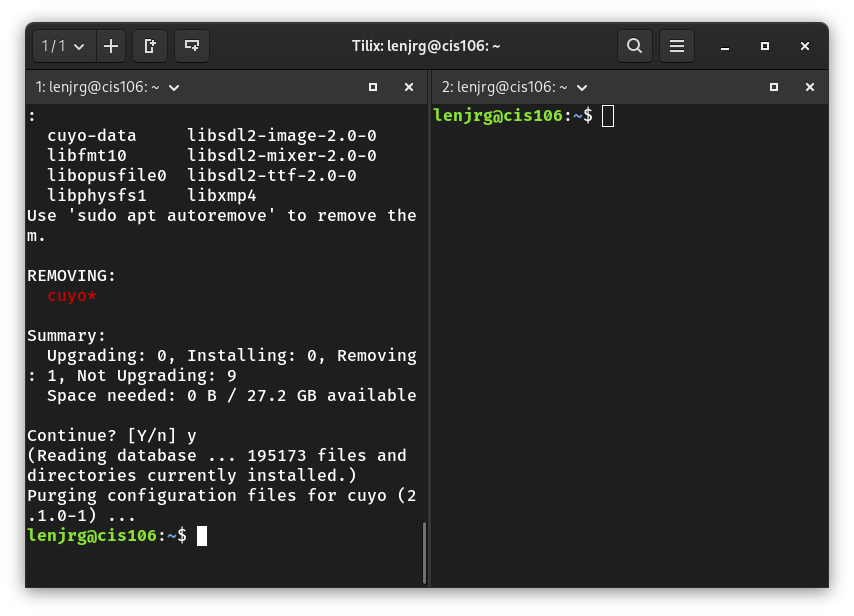 1 / 1
Tilix: lenjrg@cis106: ~
1: lenjrg@cis106: ~
2: lenjrg@cis106: ~
:
  cuyo-data     libsdl2-image-2.0-0
  libfmt10      libsdl2-mixer-2.0-0
  libopusfile0  libsdl2-ttf-2.0-0
  libphysfs1    libxmp4
Use 'sudo apt autoremove' to remove the
m.
REMOVING:
  cuyo*
Summary:
  Upgrading: 0, Installing: 0, Removing
: 1, Not Upgrading: 9
  Space needed: 0 B / 27.2 GB available
Continue? [Y/n] y
(Reading database ... 195173 files and
directories currently installed.)
Purging configuration files for cuyo (2
.1.0-1) ...
lenjrg@cis106:~$
lenjrg@cis106:~$